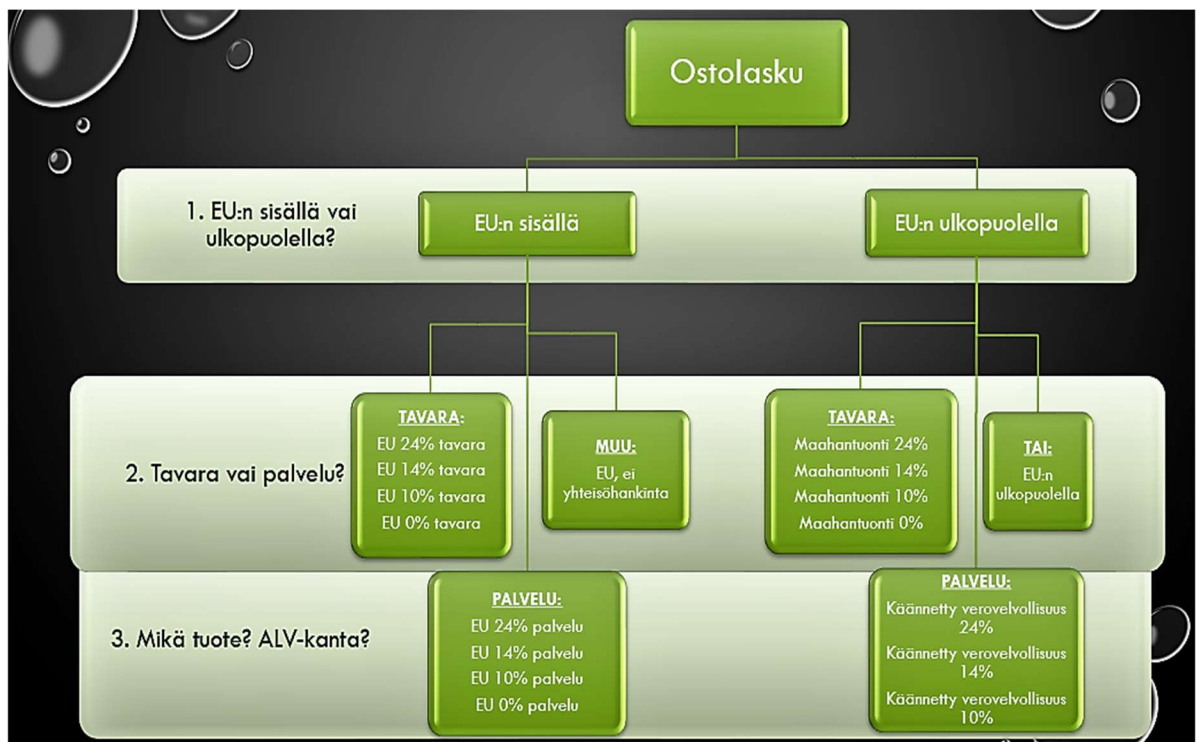 Ostolasku
1. EU:n sisällä vai
ulkopuolella?
EU:n sisällä
EU:n ulkopuolella
2. Tavara vai palvelu?
TAVARA:
EU 24% tavara
EU 14% tavara
EU 10% tavara
EU 0% tavara
MUU:
EU, ei
yhteisöhankinta
TAVARA:
Maahantuonti 24%
Maahantuonti 14%
Maahantuonti 10%
Maahantuonti 0%
TAI:
EU:n
ulkopuolella
3. Mikä tuote? ALV-kanta?
PALVELU:
EU 24% palvelu
EU 14% palvelu
EU 10% palvelu
EU 0% palvelu
PALVELU:
Käännetty verovelvollisuus
24%
Käännetty verovelvollisuus
14%
Käännetty verovelvollisuus
10%